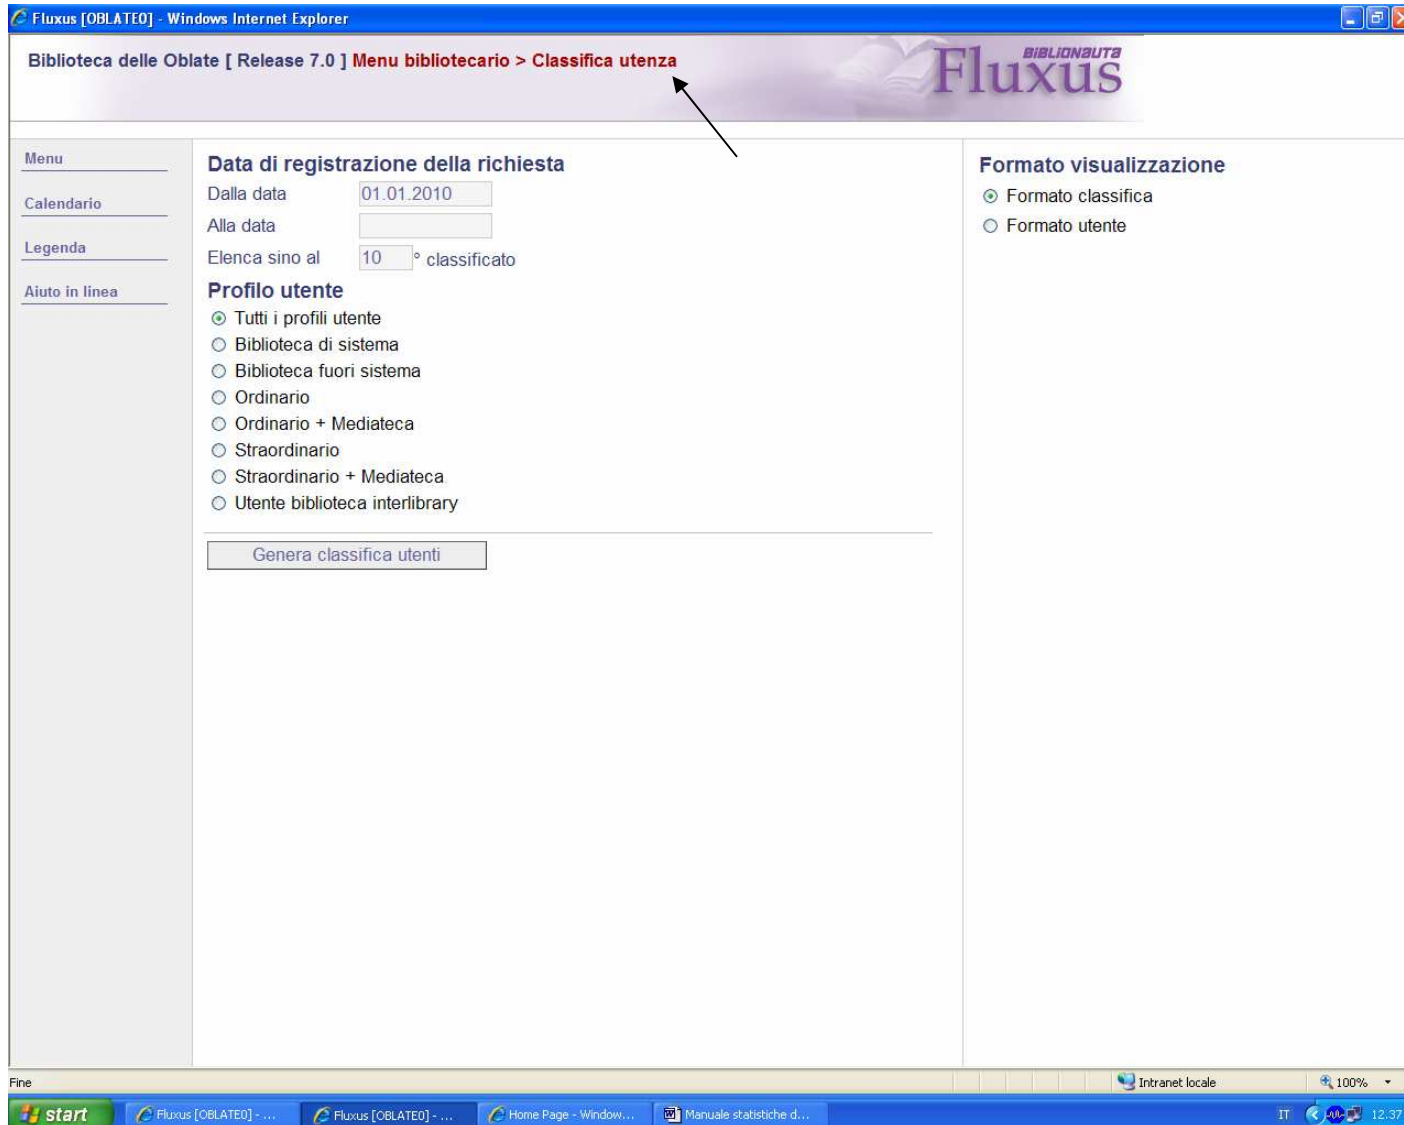 Fluxus [OBLATE0] - Windows Internet Explorer
Biblioteca delle Oblate [ Release 7.0 ] Menu bibliotecario > Classifica utenza
BIBLIONAUTA
Fluxus
Menu
Calendario
Legenda
Aiuto in linea
Data di registrazione della richiesta
Dalla data 01.01.2010
Alla data
Elenca sino al 10 ° classificato
Profilo utente
Tutti i profili utente
Biblioteca di sistema
Biblioteca fuori sistema
Ordinario
Ordinario + Mediateca
Straordinario
Straordinario + Mediateca
Utente biblioteca interlibrary
Genera classifica utenti
Formato visualizzazione
Formato classifica
Formato utente
Fine Intranet locale 100%
start Fluxus [OBLATE0] - ... Fluxus [OBLATE0] - ... Home Page - Window... Manuale statistiche d... IT 12.37